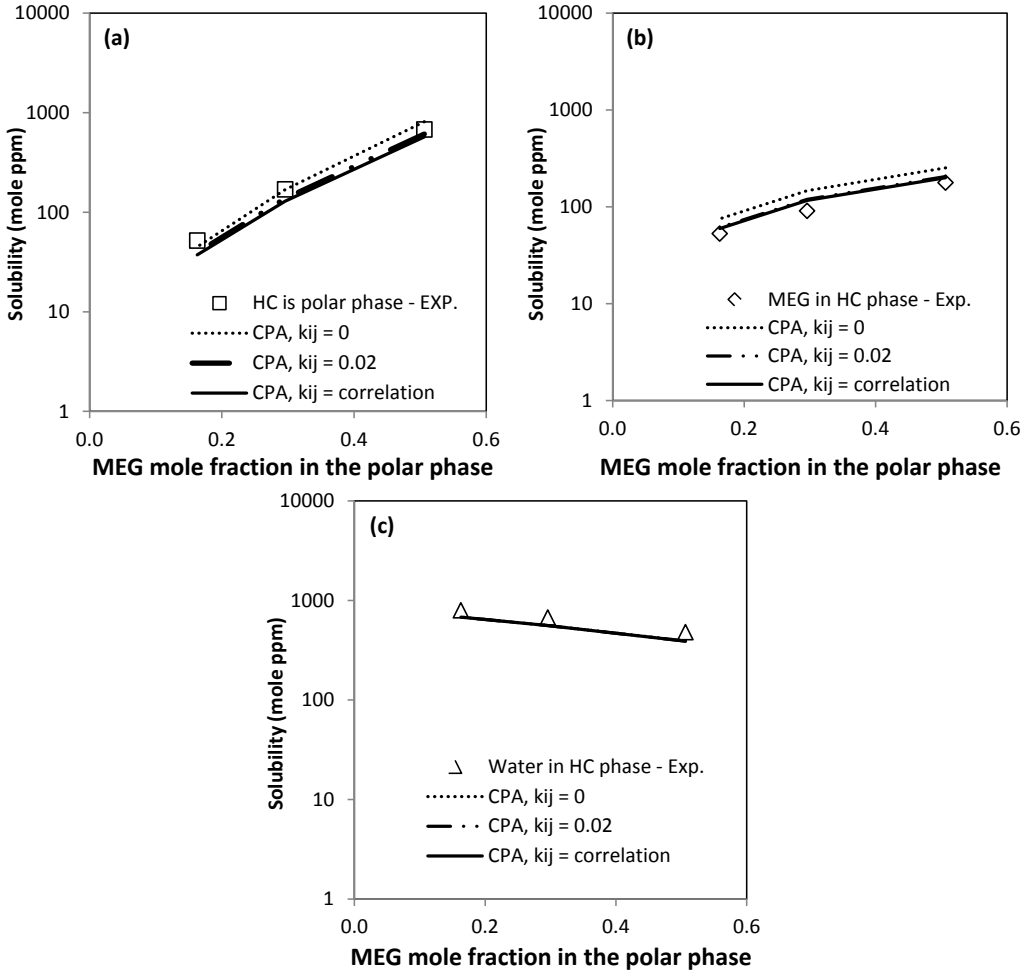 (a)
10000
1000
100
10
1
Solubility (mole ppm)
HC is polar phase - EXP.
CPA, kij = 0
CPA, kij = 0.02
CPA, kij = correlation
0.0 0.2 0.4 0.6
MEG mole fraction in the polar phase
(b)
10000
1000
100
10
1
Solubility (mole ppm)
MEG in HC phase - Exp.
CPA, kij = 0
CPA, kij = 0.02
CPA, kij = correlation
0.0 0.2 0.4 0.6
MEG mole fraction in the polar phase
(c)
10000
1000
100
10
1
Solubility (mole ppm)
Water in HC phase - Exp.
CPA, kij = 0
CPA, kij = 0.02
CPA, kij = correlation
0.0 0.2 0.4 0.6
MEG mole fraction in the polar phase